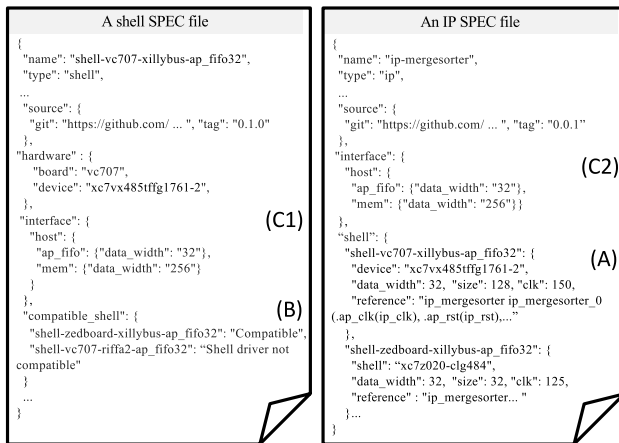 A shell SPEC file
{
"name": "shell-vc707-xillybus-ap_fifo32",
"type": "shell",
...
"source": {
"git": "https://github.com/ ... ", "tag": "0.1.0"
},
"hardware" : {
"board": "vc707",
"device": "xc7vx485tffg1761-2",
},
"interface": {
(C1)
"host": {
"ap_fifo": {"data_width": "32"},
"mem": {"data_width": "256"}
}
},
(B)
"compatible_shell": {
"shell-zedboard-xillybus-ap_fifo32": "Compatible",
"shell-vc707-riffa2-ap_fifo32": “Shell driver not
compatible"
}
...
}
An IP SPEC file
{
"name": "ip-mergesorter",
"type": "ip",
...
"source": {
"git": "https://github.com/ ... ", "tag": "0.0.1”
},
"interface": {
(C2)
"host": {
"ap_fifo": {"data_width": "32"},
"mem": {"data_width": "256"}}
},
“shell”: {
"shell-vc707-xillybus-ap_fifo32": {
(A)
"device": "xc7vx485tffg1761-2",
"data_width": 32, "size": 128, "clk": 150,
"reference": "ip_mergesorter ip_mergesorter_0
(.ap_clk(ip_clk), .ap_rst(ip_rst),...”
},
"shell-zedboard-xillybus-ap_fifo32": {
"shell": “xc7z020-clg484",
"data_width": 32, "size": 32, "clk": 125,
"reference" : "ip_mergesorter... "
}...
}